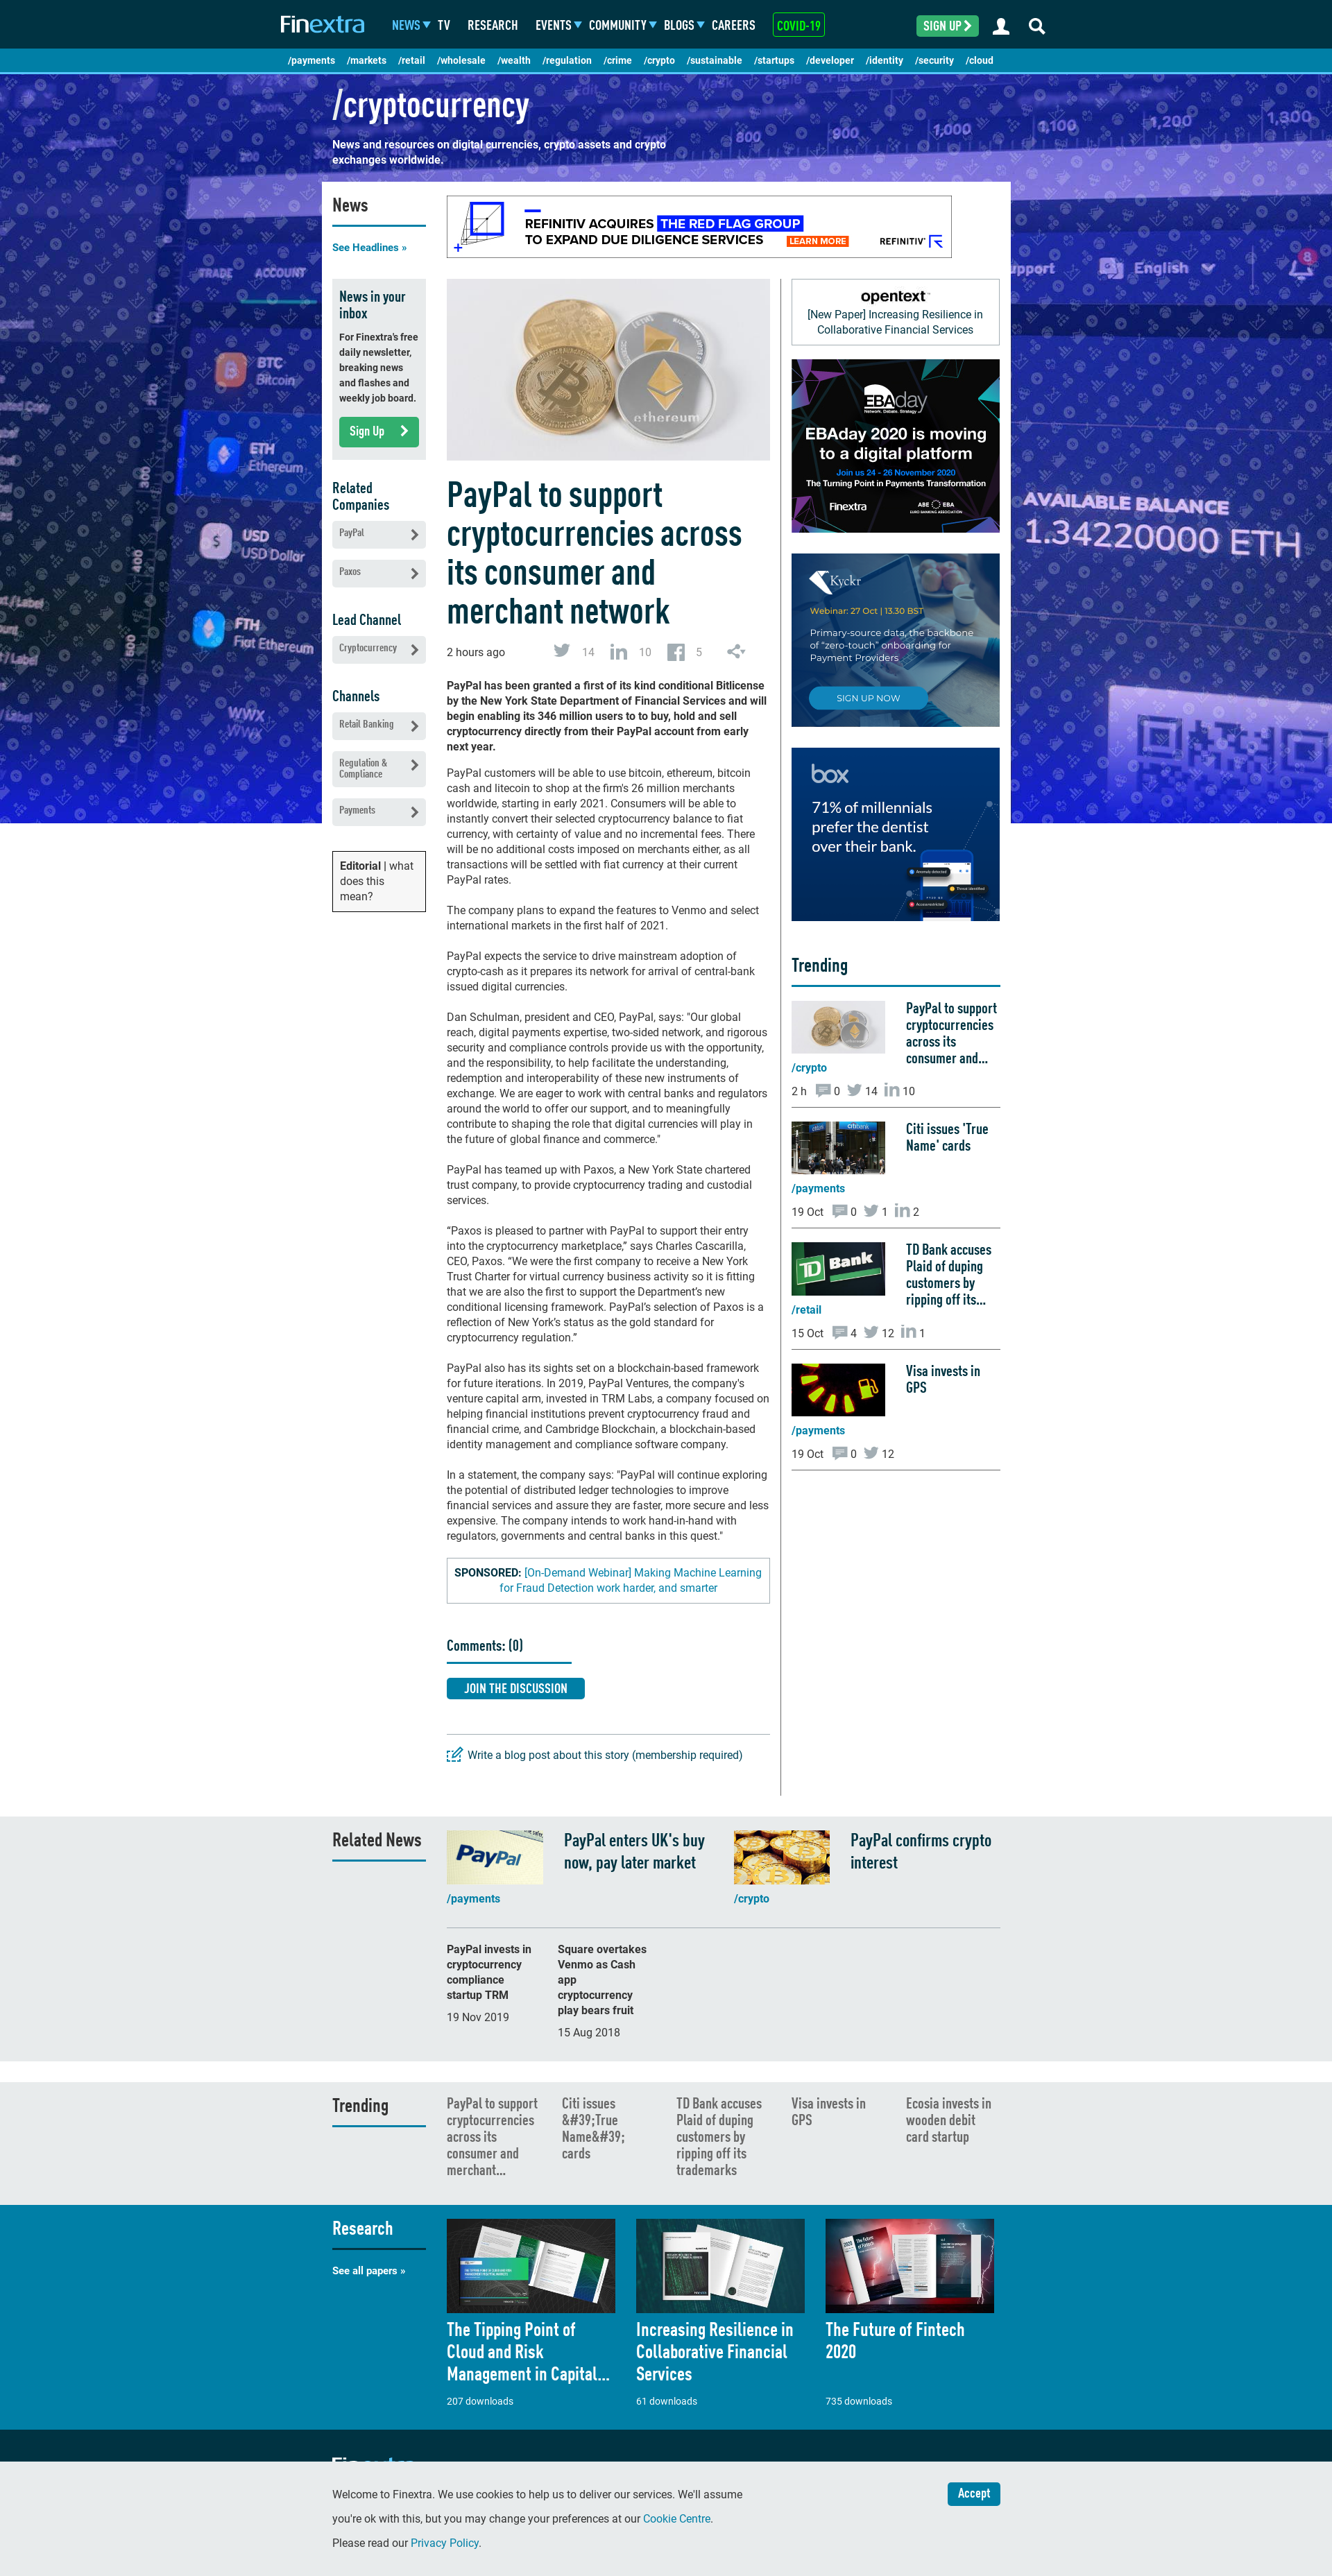 Finextra
NEWS
TV
RESEARCH
EVENTS
COMMUNITY
BLOGS
CAREERS
COVID-19
SIGN UP
/payments
/markets
/retail
/wholesale
/wealth
/regulation
/crime
/crypto
/sustainable
/startups
/developer
/identity
/security
/cloud
/cryptocurrency
News and resources on digital currencies, crypto assets and crypto
exchanges worldwide.
News
See Headlines »
REFINITIV ACQUIRES THE RED FLAG GROUP
TO EXPAND DUE DILIGENCE SERVICES
LEARN MORE
REFINITIV
News in your
inbox
For Finextra's free
daily newsletter,
breaking news
and flashes and
weekly job board.
Sign Up
Related
Companies
PayPal
Paxos
Lead Channel
Cryptocurrency
Channels
Retail Banking
Regulation &
Compliance
Payments
Editorial | what
does this
mean?
ethereum
PayPal to support
cryptocurrencies across
its consumer and
merchant network
2 hours ago
14
10
5
PayPal has been granted a first of its kind conditional Bitlicense
by the New York State Department of Financial Services and will
begin enabling its 346 million users to to buy, hold and sell
cryptocurrency directly from their PayPal account from early
next year.
PayPal customers will be able to use bitcoin, ethereum, bitcoin
cash and litecoin to shop at the firm's 26 million merchants
worldwide, starting in early 2021. Consumers will be able to
instantly convert their selected cryptocurrency balance to fiat
currency, with certainty of value and no incremental fees. There
will be no additional costs imposed on merchants either, as all
transactions will be settled with fiat currency at their current
PayPal rates.
The company plans to expand the features to Venmo and select
international markets in the first half of 2021.
PayPal expects the service to drive mainstream adoption of
crypto-cash as it prepares its network for arrival of central-bank
issued digital currencies.
Dan Schulman, president and CEO, PayPal, says: "Our global
reach, digital payments expertise, two-sided network, and rigorous
security and compliance controls provide us with the opportunity,
and the responsibility, to help facilitate the understanding,
redemption and interoperability of these new instruments of
exchange. We are eager to work with central banks and regulators
around the world to offer our support, and to meaningfully
contribute to shaping the role that digital currencies will play in
the future of global finance and commerce."
PayPal has teamed up with Paxos, a New York State chartered
trust company, to provide cryptocurrency trading and custodial
services.
“Paxos is pleased to partner with PayPal to support their entry
into the cryptocurrency marketplace,” says Charles Cascarilla,
CEO, Paxos. “We were the first company to receive a New York
Trust Charter for virtual currency business activity so it is fitting
that we are also the first to support the Department’s new
conditional licensing framework. PayPal’s selection of Paxos is a
reflection of New York’s status as the gold standard for
cryptocurrency regulation.”
PayPal also has its sights set on a blockchain-based framework
for future iterations. In 2019, PayPal Ventures, the company's
venture capital arm, invested in TRM Labs, a company focused on
helping financial institutions prevent cryptocurrency fraud and
financial crime, and Cambridge Blockchain, a blockchain-based
identity management and compliance software company.
In a statement, the company says: "PayPal will continue exploring
the potential of distributed ledger technologies to improve
financial services and assure they are faster, more secure and less
expensive. The company intends to work hand-in-hand with
regulators, governments and central banks in this quest."
SPONSORED: [On-Demand Webinar] Making Machine Learning
for Fraud Detection work harder, and smarter
Comments: (0)
JOIN THE DISCUSSION
Write a blog post about this story (membership required)
opentext™
[New Paper] Increasing Resilience in
Collaborative Financial Services
EBAday
Network. Debate. Strategy.
EBAday 2020 is moving
to a digital platform
Join us 24 - 26 November 2020
The Turning Point in Payments Transformation
Finextra
ABE EBA
EURO BANKING ASSOCIATION
Kyckr
Webinar: 27 Oct | 13.30 BST
Primary-source data, the backbone
of “zero-touch” onboarding for
Payment Providers
SIGN UP NOW
box
71% of millennials
prefer the dentist
over their bank.
Trending
PayPal to support
cryptocurrencies
across its
consumer and...
/crypto
2 h 0 14 10
Citi issues 'True
Name' cards
/payments
19 Oct 0 1 2
TD Bank
TD Bank accuses
Plaid of duping
customers by
ripping off its...
/retail
15 Oct 4 12 1
Visa invests in
GPS
/payments
19 Oct 0 12
English
Support
8
AVAILABLE BALANCE
1.34220000 ETH
TRADE
ACCOUNT
BTC
Bitcoin
ETH
Ethereum
USD
USD Dollar
FTH
Fiat Ethereum
WWX
800
900
1,000
1,100
1,200
1,300
Related News
PayPal
PayPal enters UK's buy
now, pay later market
/payments
PayPal confirms crypto
interest
/crypto
PayPal invests in
cryptocurrency
compliance
startup TRM
19 Nov 2019
Square overtakes
Venmo as Cash
app
cryptocurrency
play bears fruit
15 Aug 2018
Trending
PayPal to support
cryptocurrencies
across its
consumer and
merchant...
Citi issues
&#39;True
Name&#39;
cards
TD Bank accuses
Plaid of duping
customers by
ripping off its
trademarks
Visa invests in
GPS
Ecosia invests in
wooden debit
card startup
Research
See all papers »
The Tipping Point of
Cloud and Risk
Management in Capital...
207 downloads
Increasing Resilience in
Collaborative Financial
Services
61 downloads
The Future of Fintech
2020
735 downloads
Welcome to Finextra. We use cookies to help us to deliver our services. We'll assume
you're ok with this, but you may change your preferences at our Cookie Centre.
Please read our Privacy Policy.
Accept